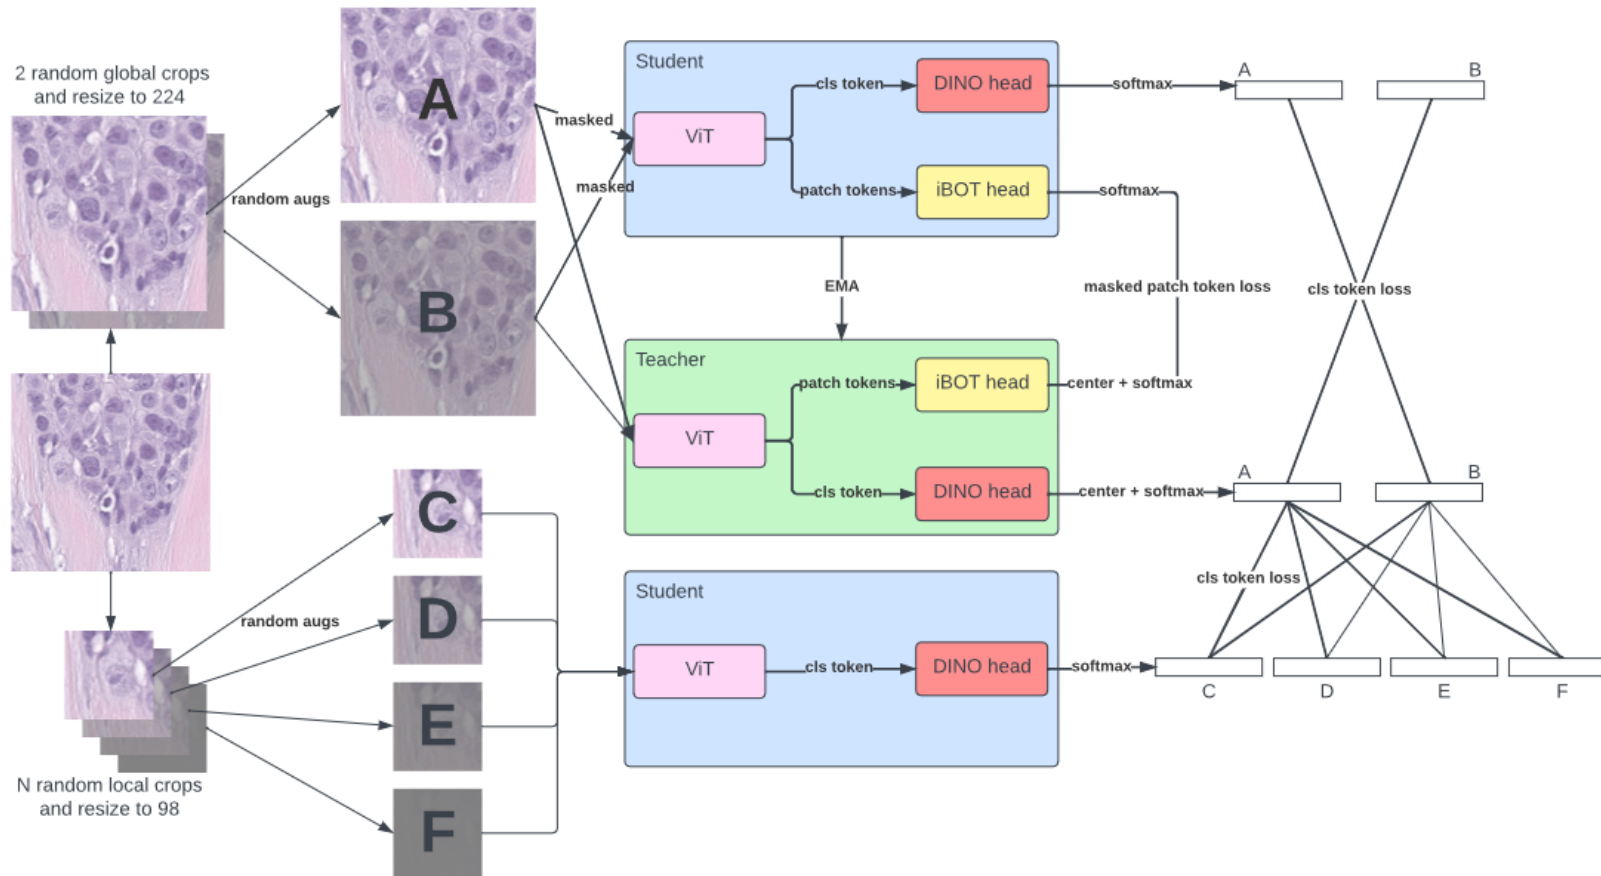 2 random global crops
and resize to 224
random augs
A
B
masked
masked
Student
ViT
cls token
DINO head
softmax
patch tokens
iBOT head
softmax
EMA
masked patch token loss
Teacher
ViT
patch tokens
iBOT head
center + softmax
cls token
DINO head
center + softmax
A
B
cls token loss
A
B
cls token loss
N random local crops
and resize to 98
random augs
C
D
E
F
Student
ViT
cls token
DINO head
softmax
C
D
E
F